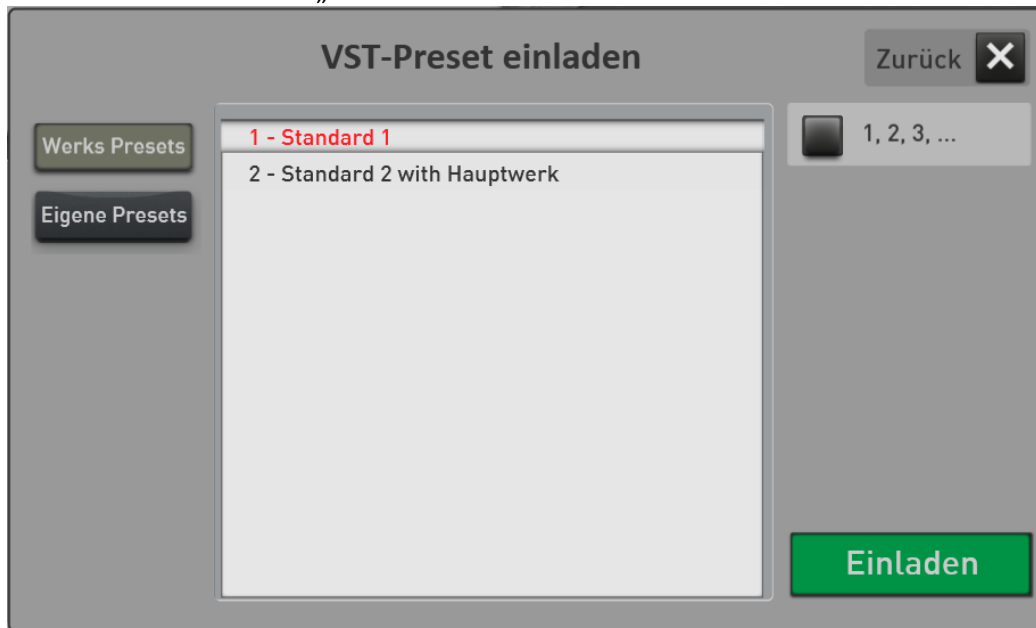 „
VST-Preset einladen
Zurück
Werks Presets
Eigene Presets
1 - Standard 1
2 - Standard 2 with Hauptwerk
1, 2, 3, ...
Einladen